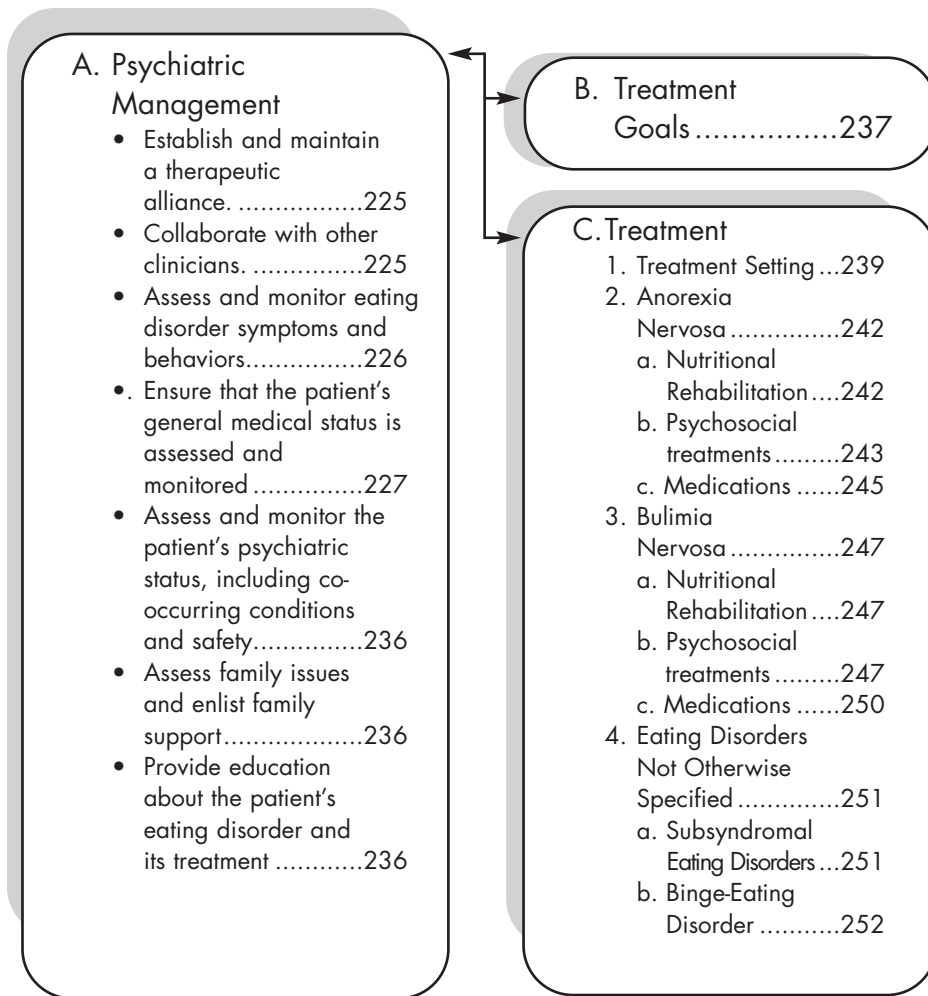 A. Psychiatric
Management
• Establish and maintain
a therapeutic
alliance. .................225
• Collaborate with other
clinicians. ...............225
• Assess and monitor eating
disorder symptoms and
behaviors................226
•. Ensure that the patient's
general medical status is
assessed and
monitored ...............227
• Assess and monitor the
patient's psychiatric
status, including co-
occurring conditions
and safety...............236
• Assess family issues
and enlist family
support...................236
• Provide education
about the patient's
eating disorder and
its treatment ............236
B. Treatment
Goals ................237
C. Treatment
1. Treatment Setting ...239
2. Anorexia
Nervosa ...............242
a. Nutritional
Rehabilitation ....242
b. Psychosocial
treatments .........243
c. Medications ......245
3. Bulimia
Nervosa ...............247
a. Nutritional
Rehabilitation ....247
b. Psychosocial
treatments .........247
c. Medications ......250
4. Eating Disorders
Not Otherwise
Specified ..............251
a. Subsyndromal
Eating Disorders ...251
b. Binge-Eating
Disorder ...........252